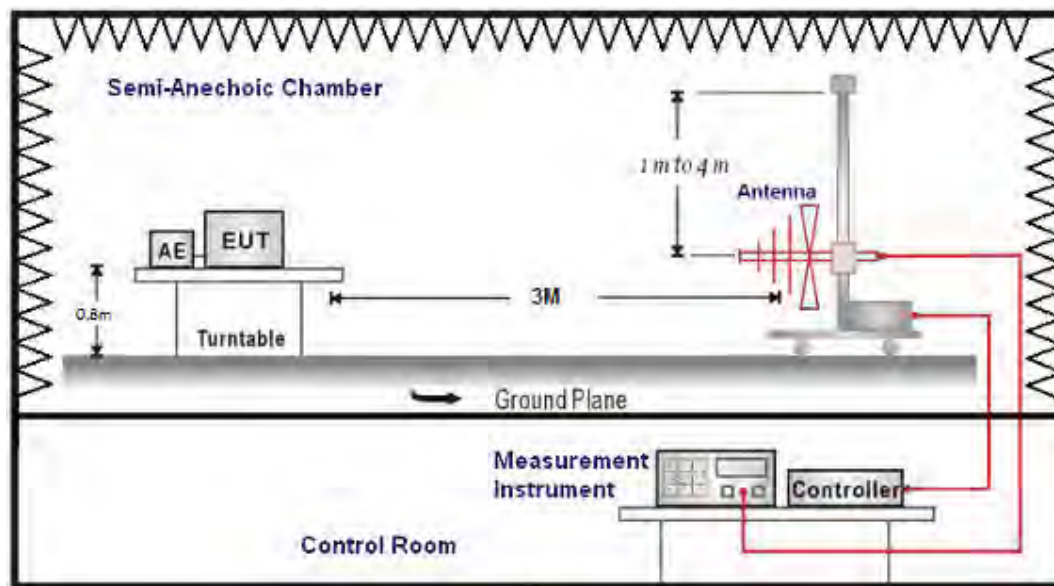 Semi-Anechoic Chamber
1 m to 4 m
Antenna
AE
EUT
3M
0.8m
Turntable
Ground Plane
Measurement
Instrument
Controller
Control Room